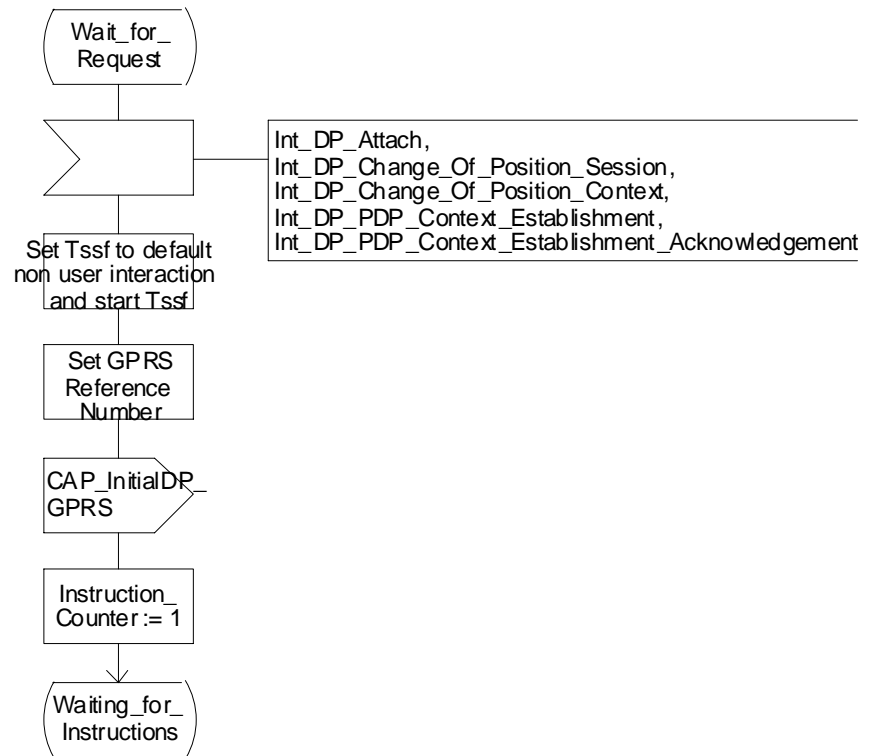 Wait_for_
Request
Int_DP_Attach,
Int_DP_Change_Of_Position_Session,
Int_DP_Change_Of_Position_Context,
Int_DP_PDP_Context_Establishment,
Int_DP_PDP_Context_Establishment_Acknowledgement
Set Tssf to default
non user interaction
and start Tssf
Set GPRS
Reference
Number
CAP_InitialDP_
GPRS
Instruction_
Counter := 1
Waiting_for_
Instructions